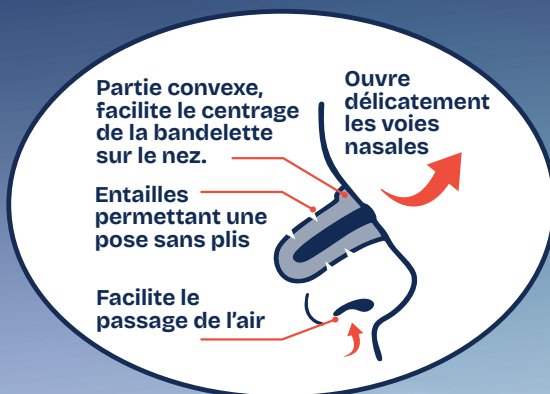 Partie convexe,
facilite le centrage
de la bandelette
sur le nez.
Ouvre
délicatement
les voies
nasales
Entailles
permettant une
pose sans plis
Facilite le
passage de l’air